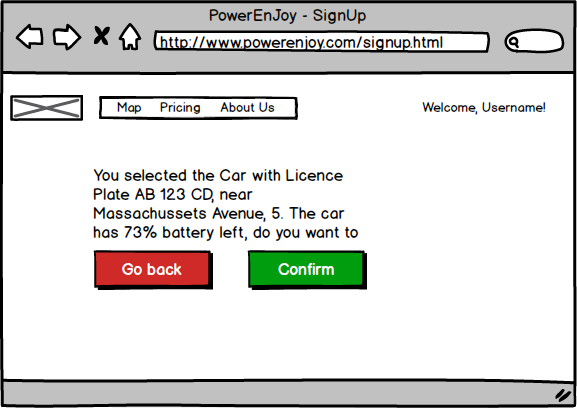 PowerEnJoy - SignUp
http://www.powerenjoy.com/signup.html
Map Pricing About Us
Welcome, Username!
You selected the Car with Licence
Plate AB 123 CD, near
Massachussets Avenue, 5. The car
has 73% battery left, do you want to
Go back
Confirm